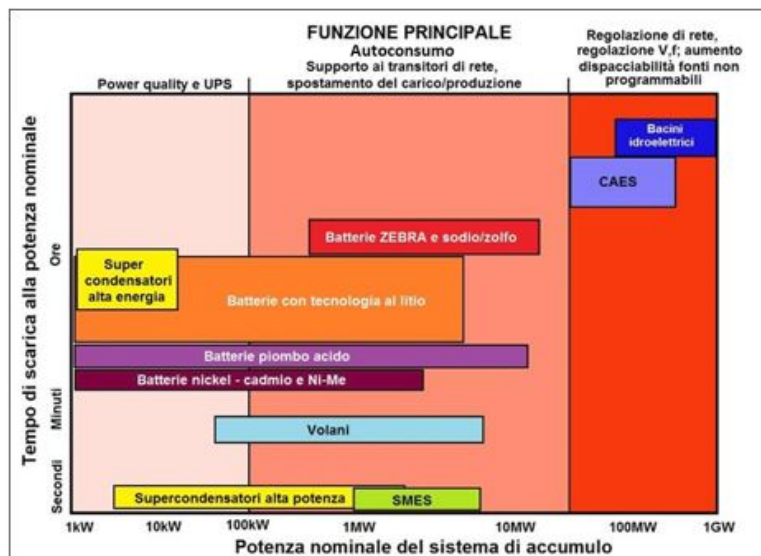 FUNZIONE PRINCIPALE
Autoconsumo
Supporto ai transitori di rete,
spostamento del carico/produzione
Power quality e UPS
Regolazione di rete,
regolazione V,f; aumento
dispacciabilità fonti non
programmabili
Tempo di scarica alla potenza nominale
Ore
Minuti
Secondi
Bacini
idroelettrici
CAES
Batterie ZEBRA e sodio/zolfo
Super
condensatori
alta energia
Batterie con tecnologia al litio
Batterie piombo acido
Batterie nickel - cadmio e Ni-Me
Volani
Supercondensatori alta potenza
SMES
1kW 10kW 100kW 1MW 10MW 100MW 1GW
Potenza nominale del sistema di accumulo